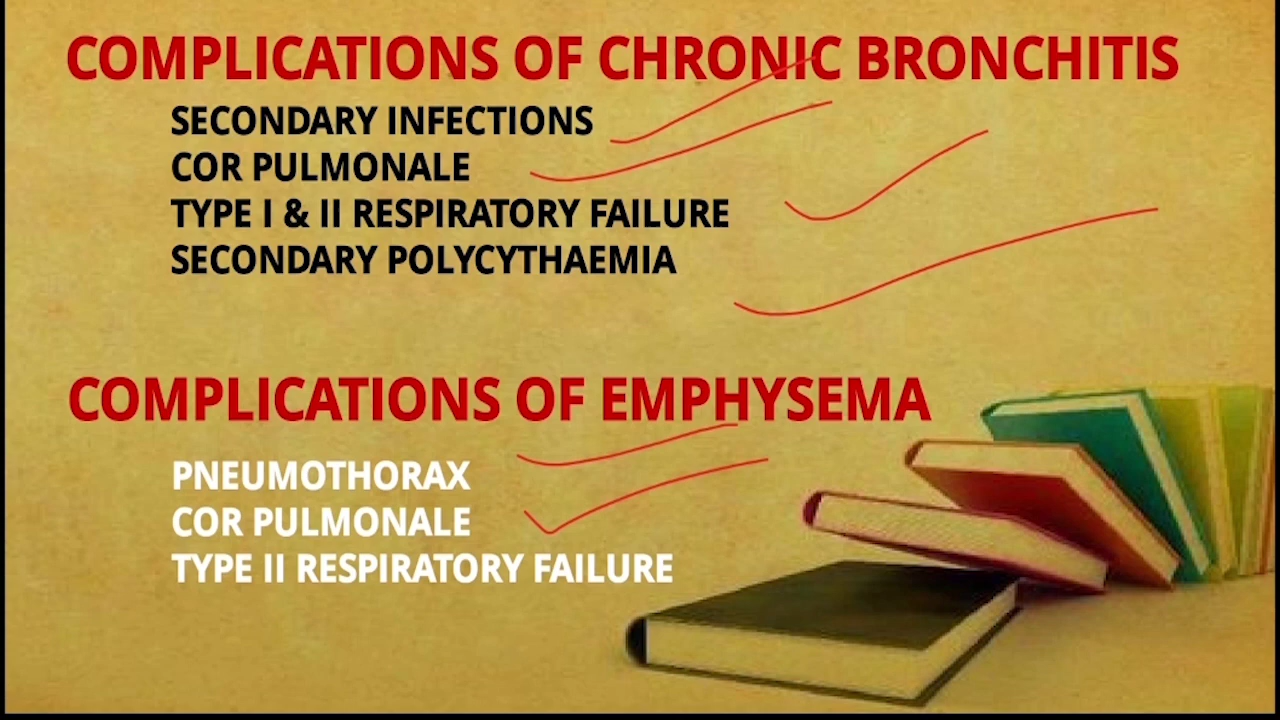 COMPLICATIONS OF CHRONIC BRONCHITIS
SECONDARY INFECTIONS
COR PULMONALE
TYPE I & II RESPIRATORY FAILURE
SECONDARY POLYCYTHAEMIA
COMPLICATIONS OF EMPHYSEMA
PNEUMOTHORAX
COR PULMONALE
TYPE II RESPIRATORY FAILURE